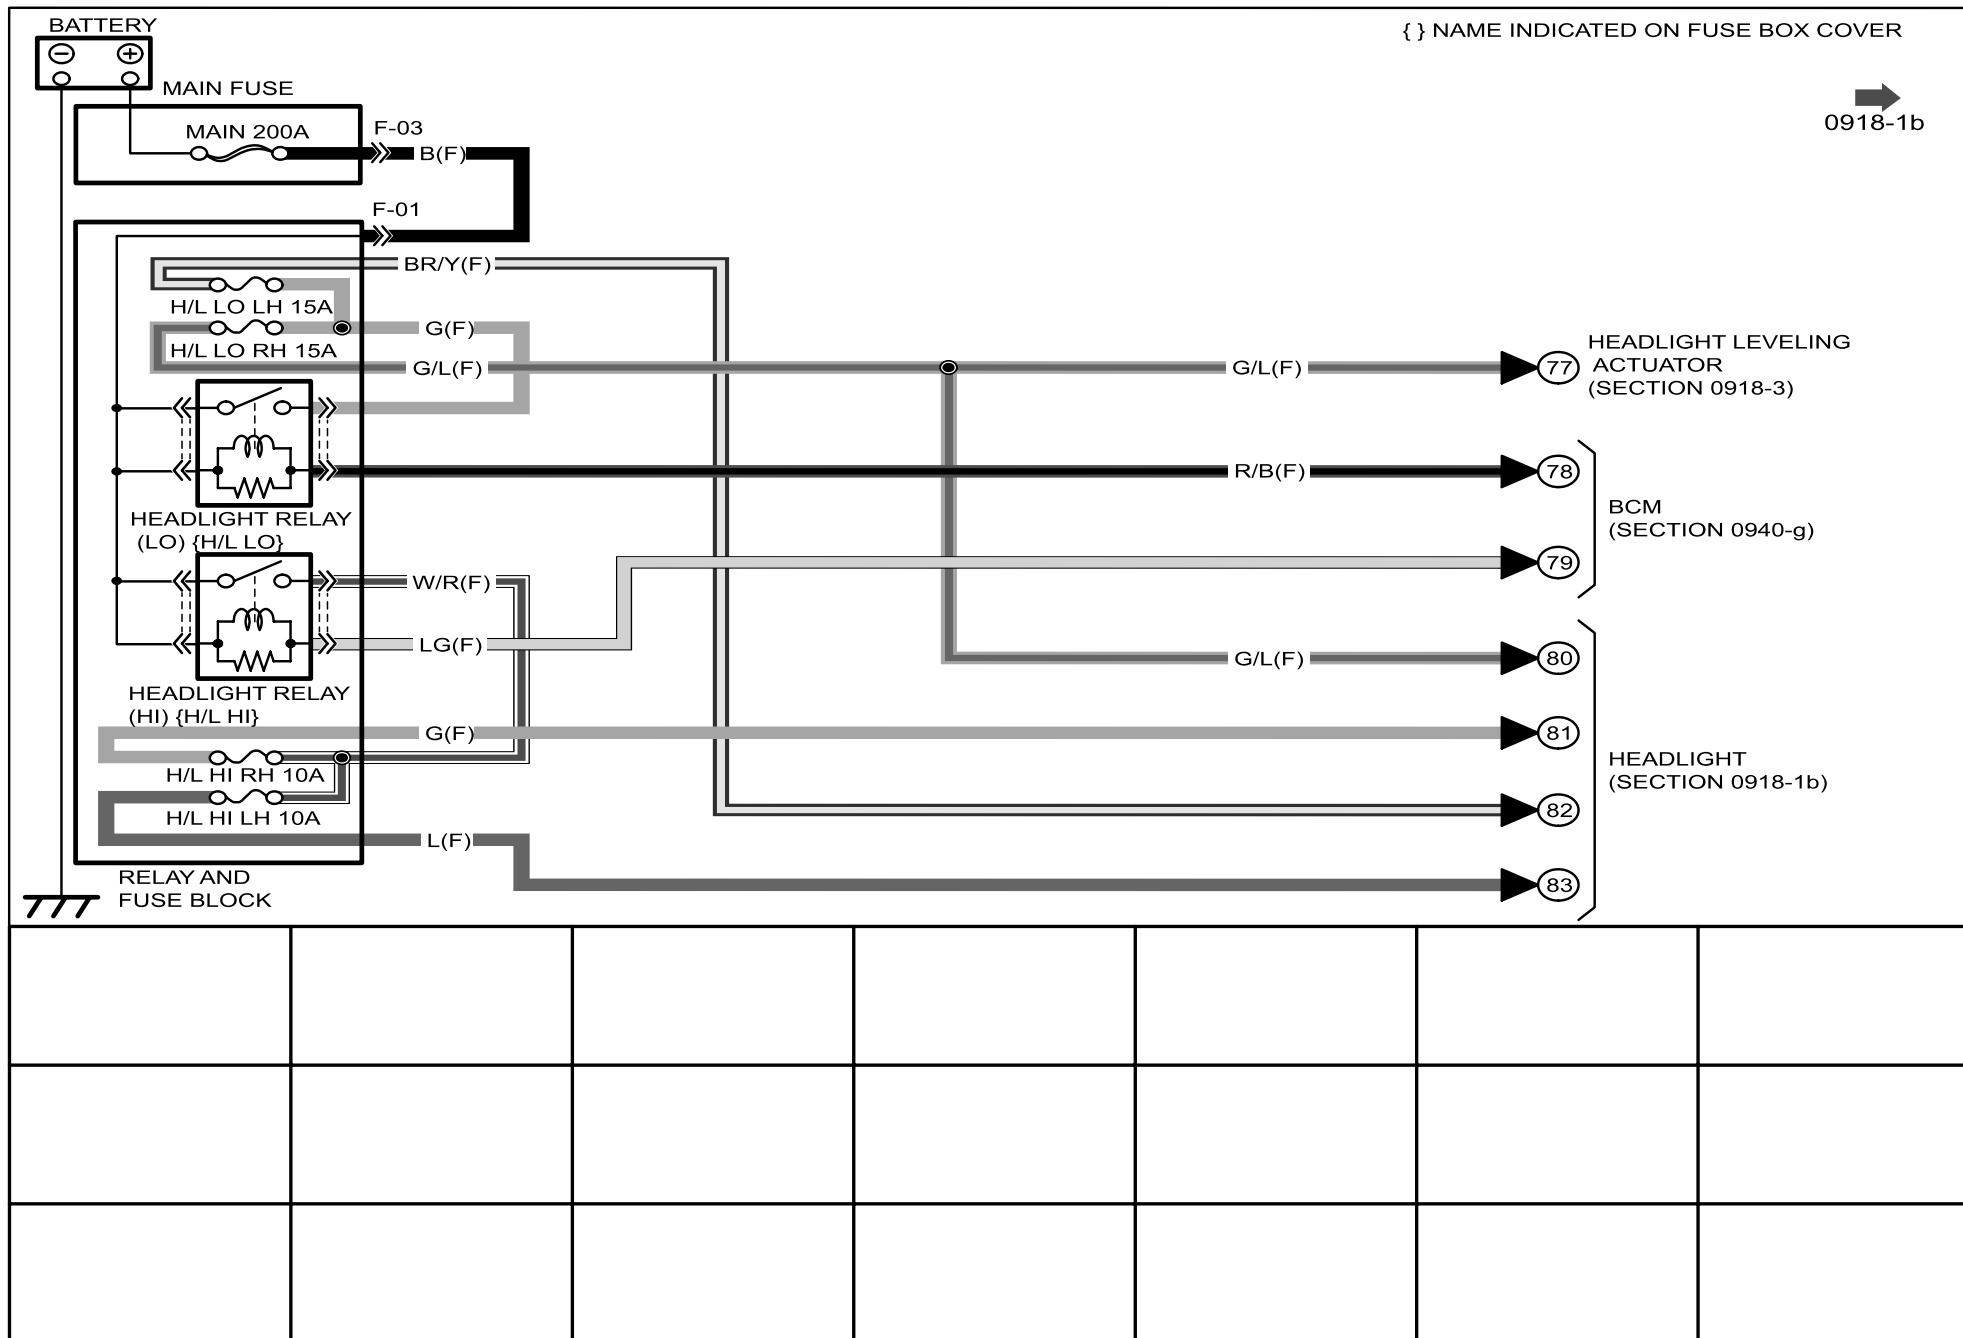 BATTERY
{ } NAME INDICATED ON FUSE BOX COVER
MAIN FUSE
0918-1b
MAIN 200A
F-03
B(F)
F-01
BR/Y(F)
H/L LO LH 15A
G(F)
H/L LO RH 15A
G/L(F)
G/L(F)
77
HEADLIGHT LEVELING
ACTUATOR
(SECTION 0918-3)
R/B(F)
78
BCM
(SECTION 0940-g)
HEADLIGHT RELAY
(LO) {H/L LO}
79
W/R(F)
LG(F)
G/L(F)
80
HEADLIGHT RELAY
(HI) {H/L HI}
G(F)
81
H/L HI RH 10A
HEADLIGHT
(SECTION 0918-1b)
H/L HI LH 10A
82
L(F)
83
RELAY AND
FUSE BLOCK